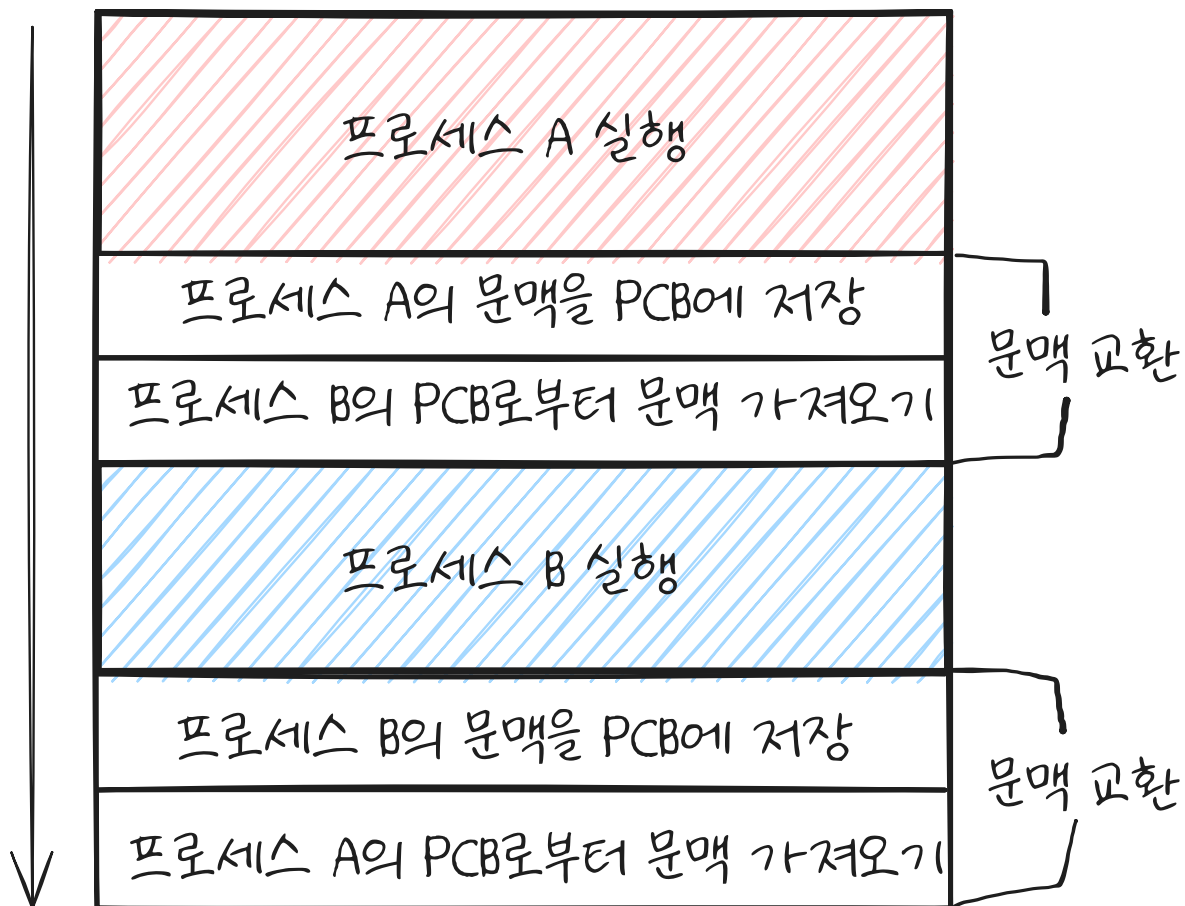 프로세스 A 실행
프로세스 A의 문맥을 PCB에 저장
문맥 교환
프로세스 B의 PCB로부터 문맥 가져오기
프로세스 B 실행
프로세스 B의 문맥을 PCB에 저장
문맥 교환
프로세스 A의 PCB로부터 문맥 가져오기